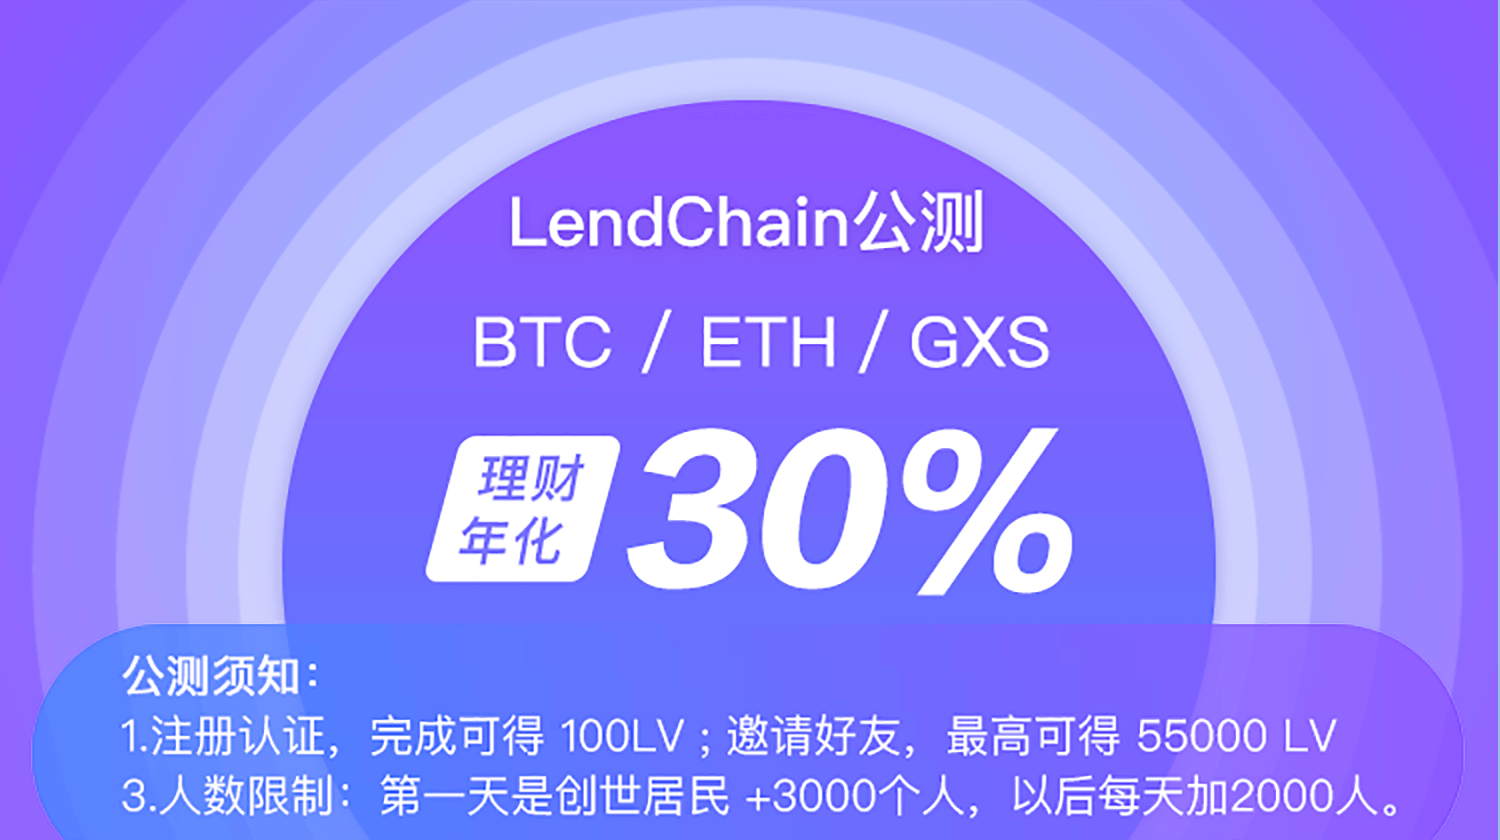 LendChain公测
BTC / ETH / GXS
理财
年化
30%
公测须知：
1.注册认证，完成可得 100LV；邀请好友，最高可得 55000 LV
3.人数限制：第一天是创世居民 +3000个人，以后每天加2000人。